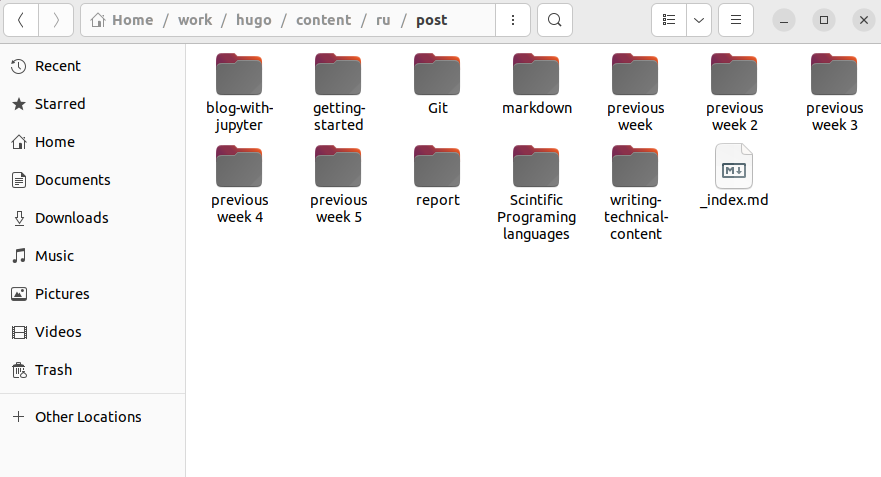 Home / work / hugo / content / ru / post
Recent
Starred
Home
Documents
Downloads
Music
Pictures
Videos
Trash
Other Locations
blog-with-
jupyter
getting-
started
Git
markdown
previous
week
previous
week 2
previous
week 3
previous
week 4
previous
week 5
report
Scintific
Programing
languages
writing-
technical-
content
_index.md